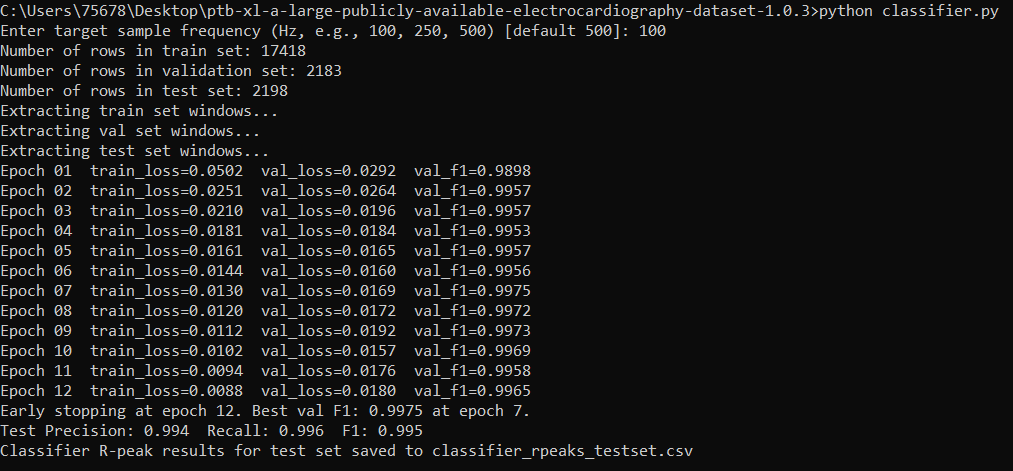 C:\Users\75678\Desktop\ptb-xl-a-large-publicly-available-electrocardiography-dataset-1.0.3>python classifier.py
Enter target sample frequency (Hz, e.g., 100, 250, 500) [default 500]: 100
Number of rows in train set: 17418
Number of rows in validation set: 2183
Number of rows in test set: 2198
Extracting train set windows...
Extracting val set windows...
Extracting test set windows...
Epoch 01  train_loss=0.0502  val_loss=0.0292  val_f1=0.9898
Epoch 02  train_loss=0.0251  val_loss=0.0264  val_f1=0.9957
Epoch 03  train_loss=0.0210  val_loss=0.0196  val_f1=0.9957
Epoch 04  train_loss=0.0181  val_loss=0.0184  val_f1=0.9953
Epoch 05  train_loss=0.0161  val_loss=0.0165  val_f1=0.9957
Epoch 06  train_loss=0.0144  val_loss=0.0160  val_f1=0.9956
Epoch 07  train_loss=0.0130  val_loss=0.0169  val_f1=0.9975
Epoch 08  train_loss=0.0120  val_loss=0.0172  val_f1=0.9972
Epoch 09  train_loss=0.0112  val_loss=0.0192  val_f1=0.9973
Epoch 10  train_loss=0.0102  val_loss=0.0157  val_f1=0.9969
Epoch 11  train_loss=0.0094  val_loss=0.0176  val_f1=0.9958
Epoch 12  train_loss=0.0088  val_loss=0.0180  val_f1=0.9965
Early stopping at epoch 12. Best val F1: 0.9975 at epoch 7.
Test Precision: 0.994  Recall: 0.996  F1: 0.995
Classifier R-peak results for test set saved to classifier_rpeaks_testset.csv